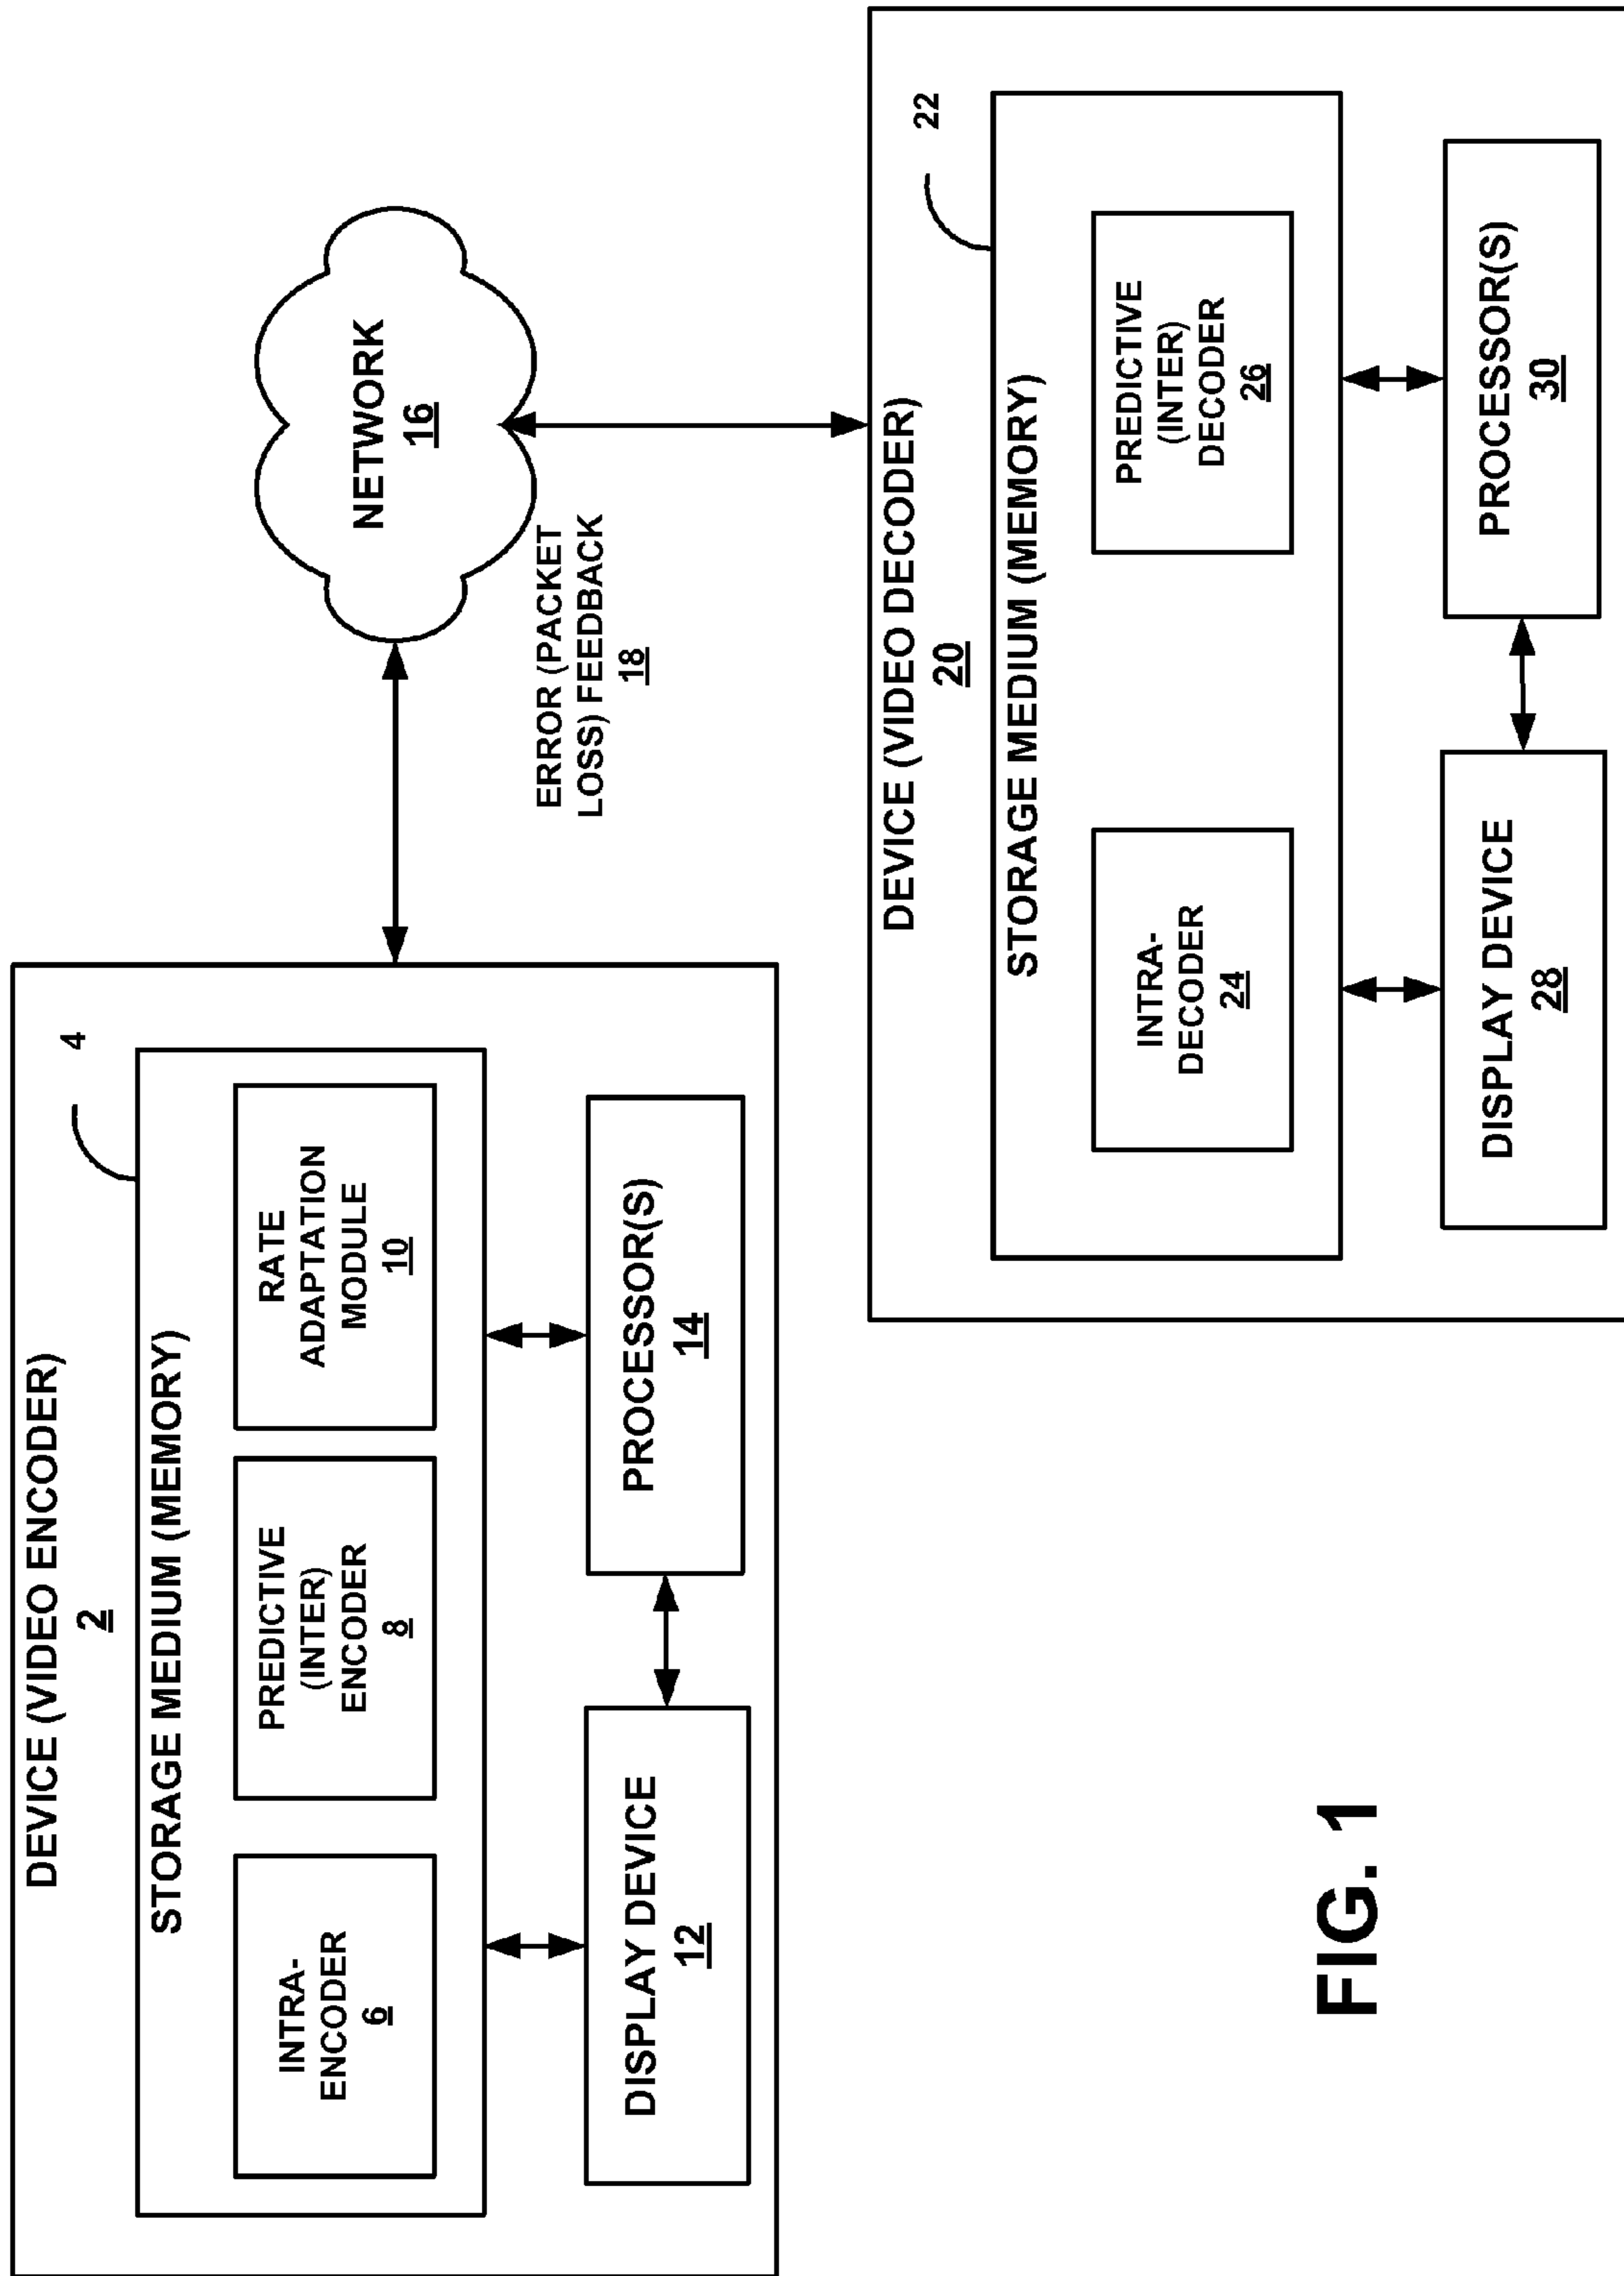 DEVICE (VIDEO ENCODER)
2
4
STORAGE MEDIUM (MEMORY)
INTRA-
ENCODER
6
PREDICTIVE
(INTER)
ENCODER
8
RATE
ADAPTATION
MODULE
10
DISPLAY DEVICE
12
PROCESSOR(S)
14
NETWORK
16
ERROR (PACKET
LOSS) FEEDBACK
18
DEVICE (VIDEO DECODER)
20
22
STORAGE MEDIUM (MEMORY)
INTRA-
DECODER
24
PREDICTIVE
(INTER)
DECODER
26
DISPLAY DEVICE
28
PROCESSOR(S)
30
FIG. 1